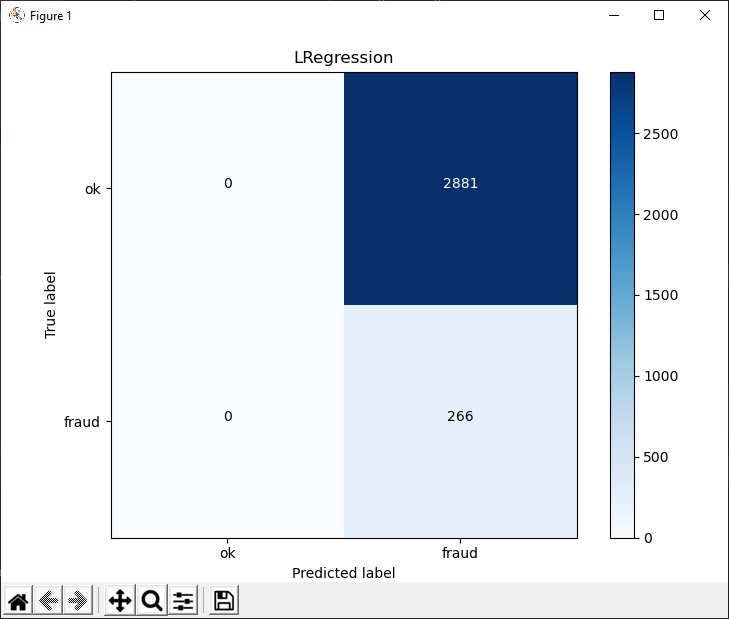 Figure 1
LRegression
ok
0
2881
fraud
0
266
True label
ok
fraud
Predicted label
2500
2000
1500
1000
500
0